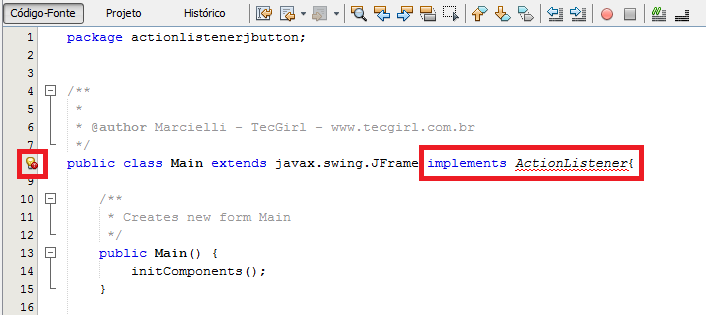 Código-Fonte Projeto Histórico
1 package actionlistenerjbutton;
2
3
4 /**
5 *
6 * @author Marcielli - TecGirl - www.tecgirl.com.br
7 */
public class Main extends javax.swing.JFrame implements ActionListener{
9
10 /**
11 * Creates new form Main
12 */
13 public Main() {
14 initComponents();
15 }
16